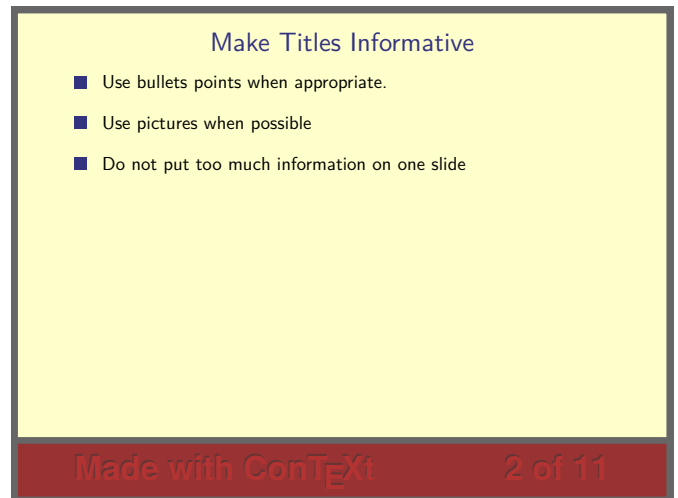 Make Titles Informative
Use bullets points when appropriate.
Use pictures when possible
Do not put too much information on one slide
Made with ConTEXt 2 of 11